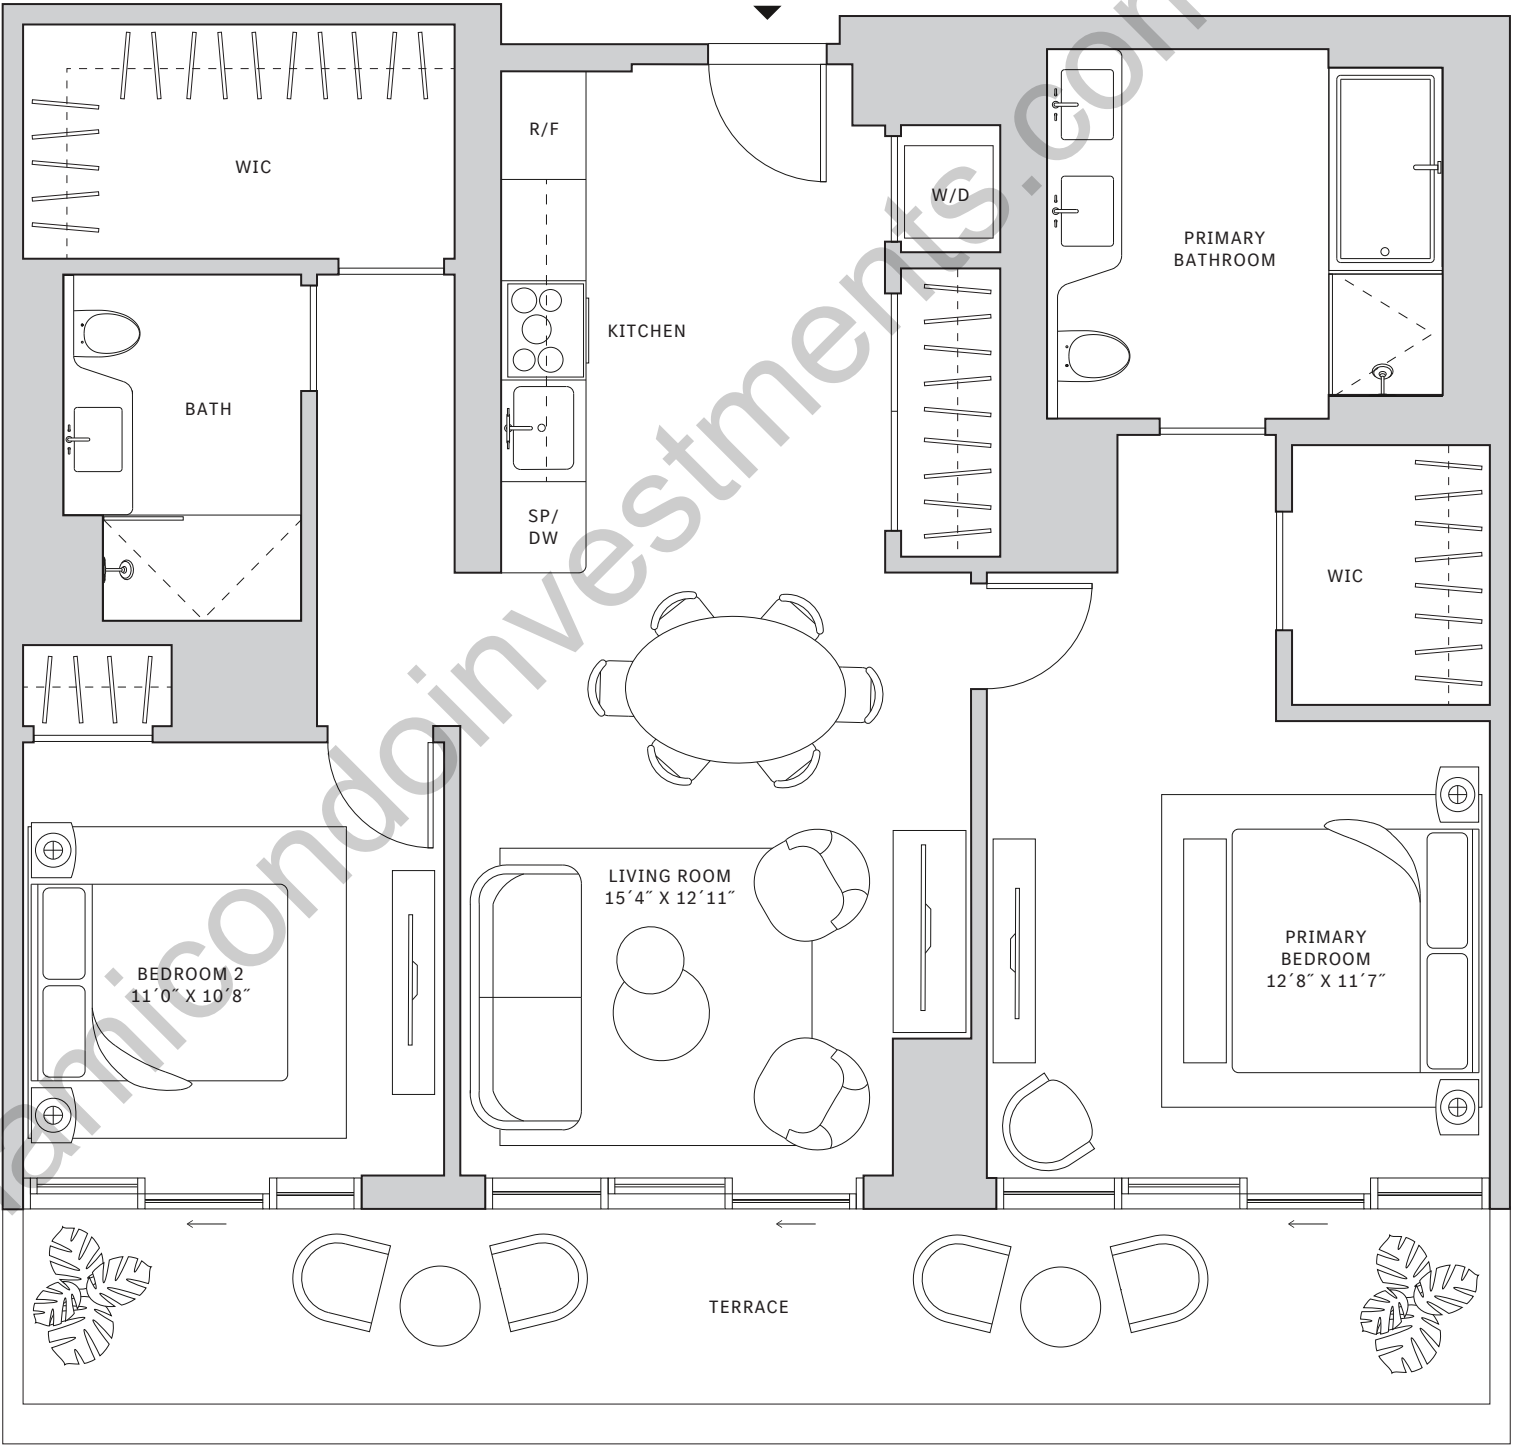 R/F
WIC
W/D
PRIMARY
BATHROOM
KITCHEN
BATH
SP/
DW
WIC
LIVING ROOM
15´4˝ X 12´11˝
PRIMARY
BEDROOM
12´8˝ X 11´7˝
BEDROOM 2
11´0˝ X 10´8˝
TERRACE
amicondoinvestments.com